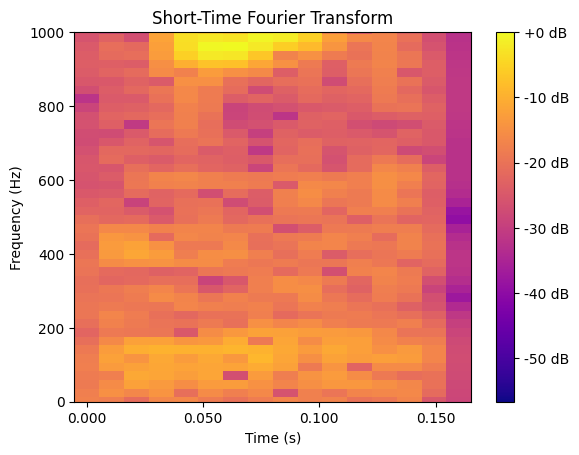 Short-Time Fourier Transform
1000
800
600
400
200
0
Frequency (Hz)
0.000
0.050
0.100
0.150
Time (s)
+0 dB
-10 dB
-20 dB
-30 dB
-40 dB
-50 dB